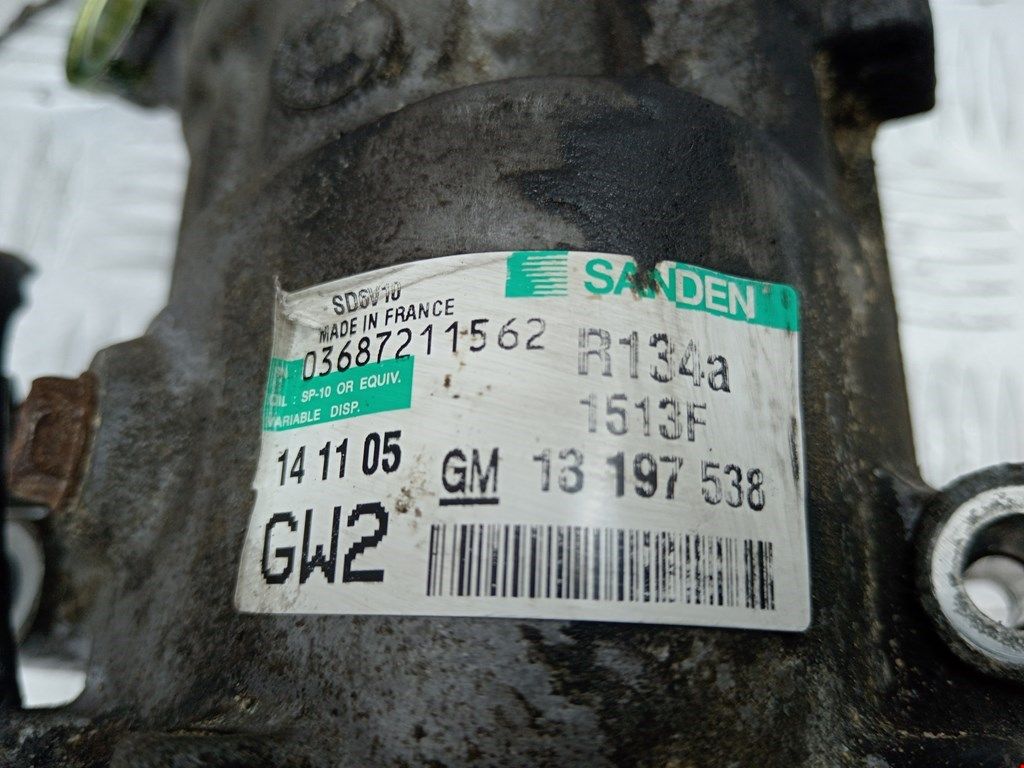 SANDEN
SD6V10
MADE IN FRANCE
03687211562
R134a
OIL : SP-10 OR EQUIV.
VARIABLE DISP.
1513F
14 11 05
GM 13 197 538
GW2